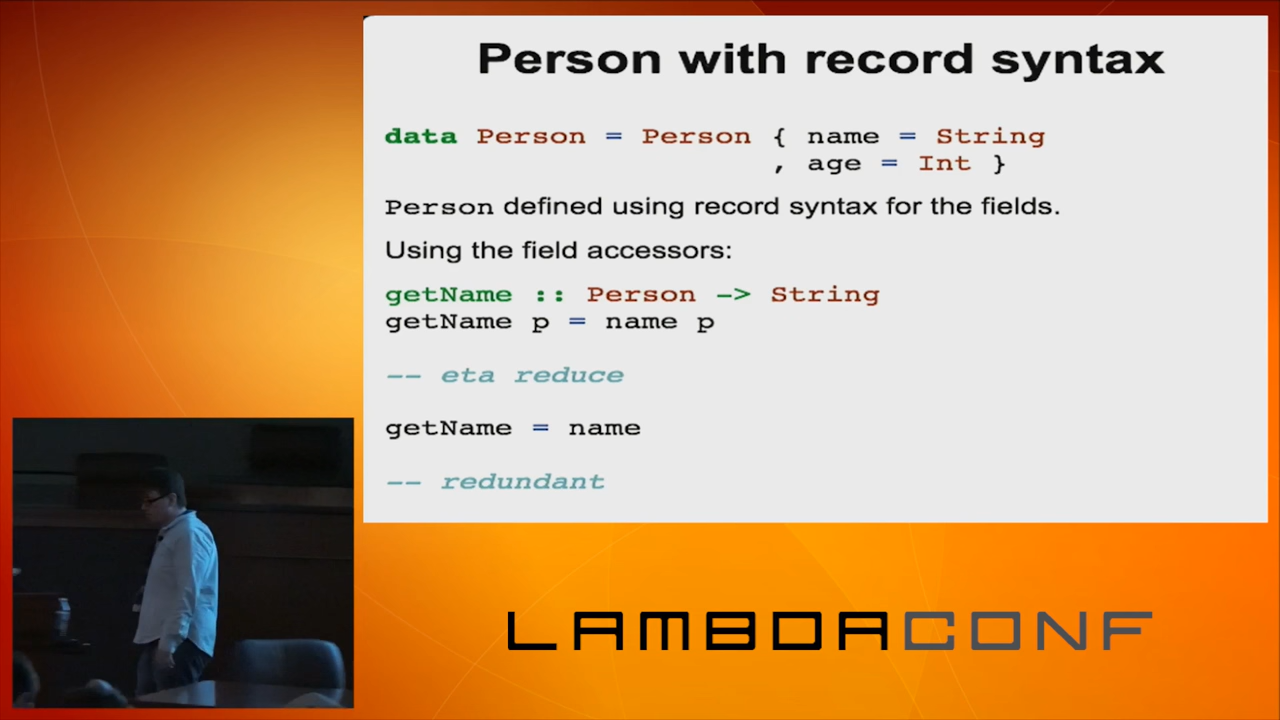 Person with record syntax
data Person = Person { name = String
, age = Int }
Person defined using record syntax for the fields.
Using the field accessors:
getName :: Person -> String
getName p = name p
-- eta reduce
getName = name
-- redundant
LAMBDACONF